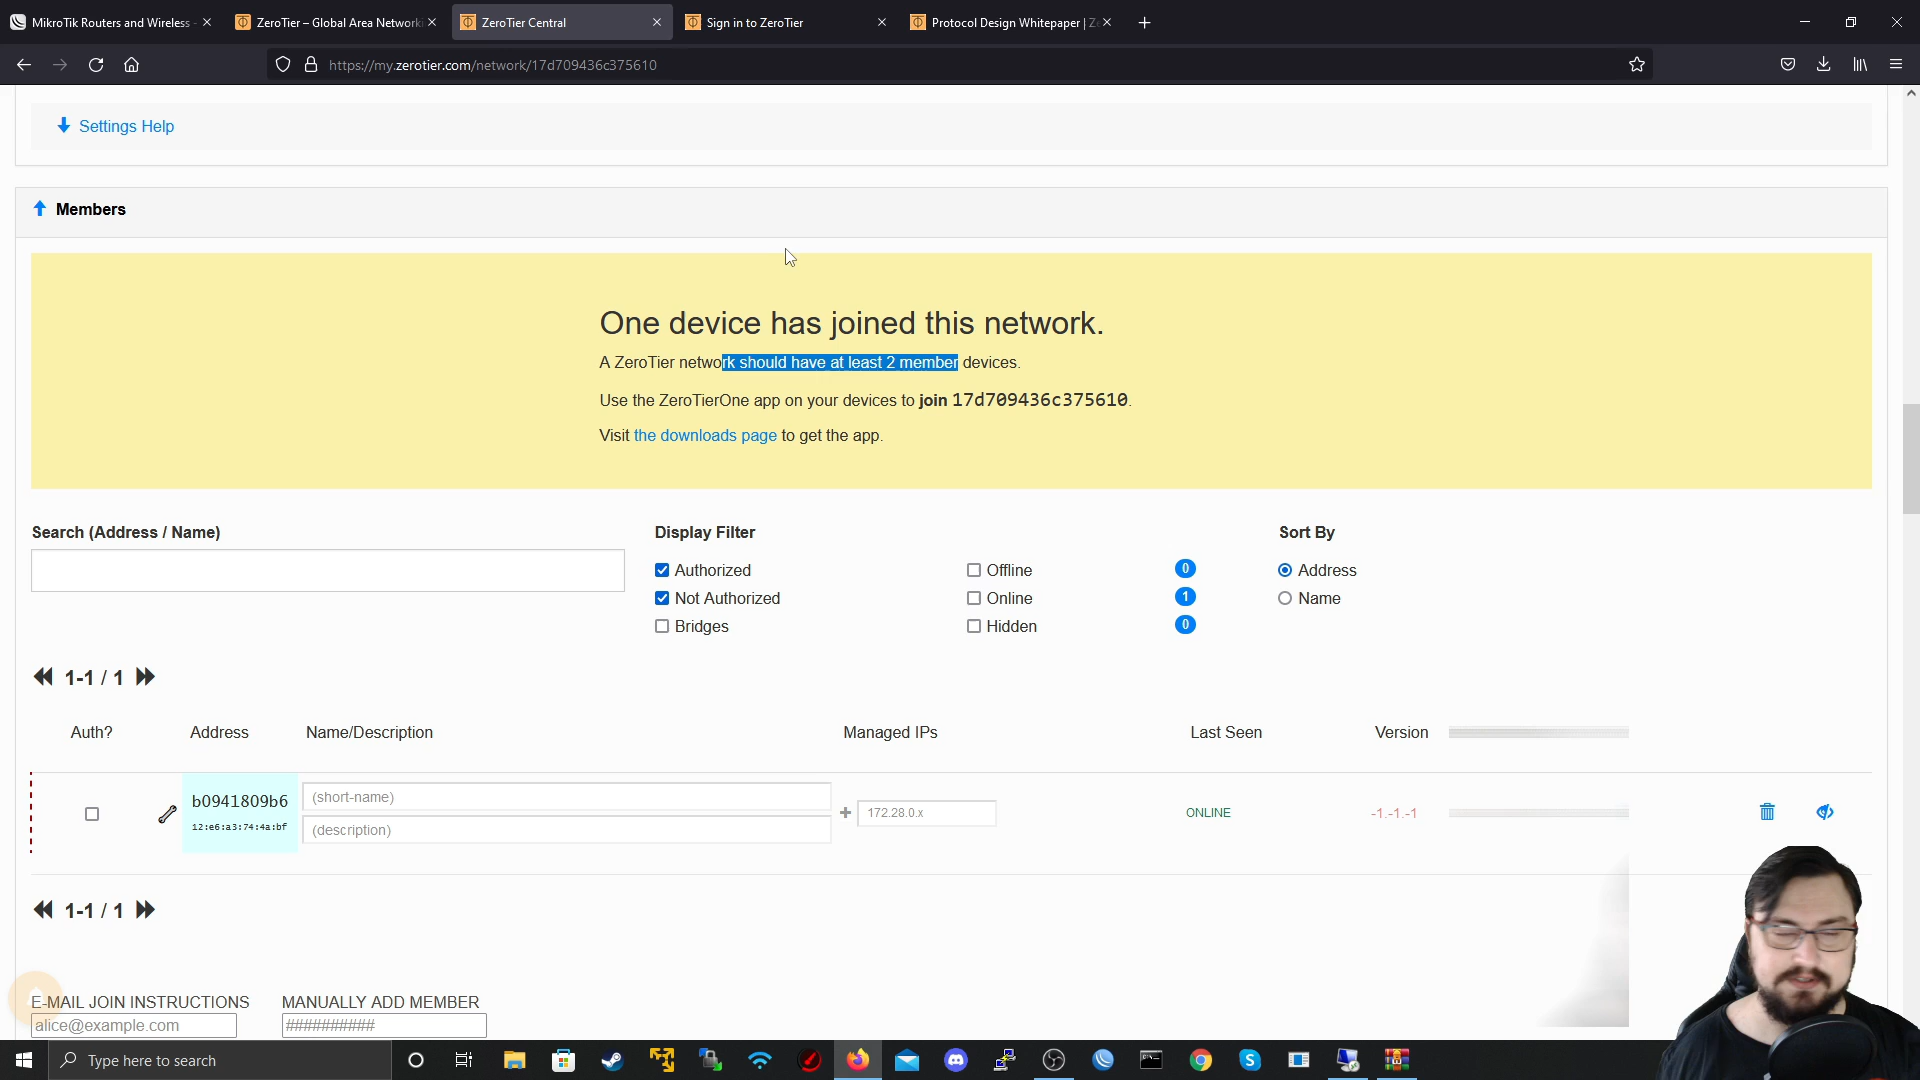 MikroTik Routers and Wireless -
ZeroTier – Global Area Networki
ZeroTier Central
Sign in to ZeroTier
Protocol Design Whitepaper | Ze
https://my.zerotier.com/network/17d709436c375610
Settings Help
Members
One device has joined this network.
A ZeroTier network should have at least 2 member devices.
Use the ZeroTierOne app on your devices to join 17d709436c375610.
Visit the downloads page to get the app.
Search (Address / Name)
Display Filter
Sort By
Authorized
Offline
0
Address
Not Authorized
Online
1
Name
Bridges
Hidden
0
1-1 / 1
Auth?
Address
Name/Description
Managed IPs
Last Seen
Version
b0941809b6
12:e6:a3:74:4a:bf
(short-name)
(description)
172.28.0.x
ONLINE
-1.-1.-1
1-1 / 1
E-MAIL JOIN INSTRUCTIONS
MANUALLY ADD MEMBER
alice@example.com
##########
Type here to search